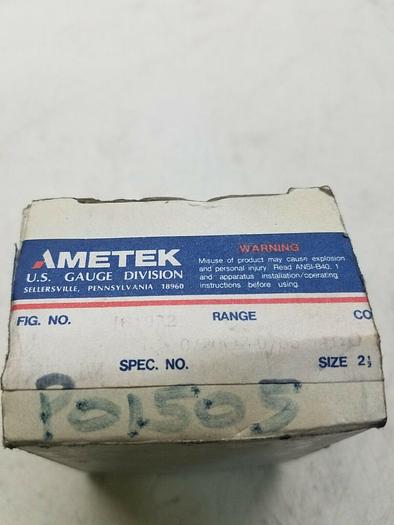 AMETEK
U.S. GAUGE DIVISION
SELLERSVILLE, PENNSYLVANIA 18960
WARNING
Misuse of product may cause explosion
and personal injury. Read ANSI-B40. 1
and apparatus installation/operating
instructions before using.
FIG. NO. RANGE CO
SPEC. NO. SIZE 2½
P01505